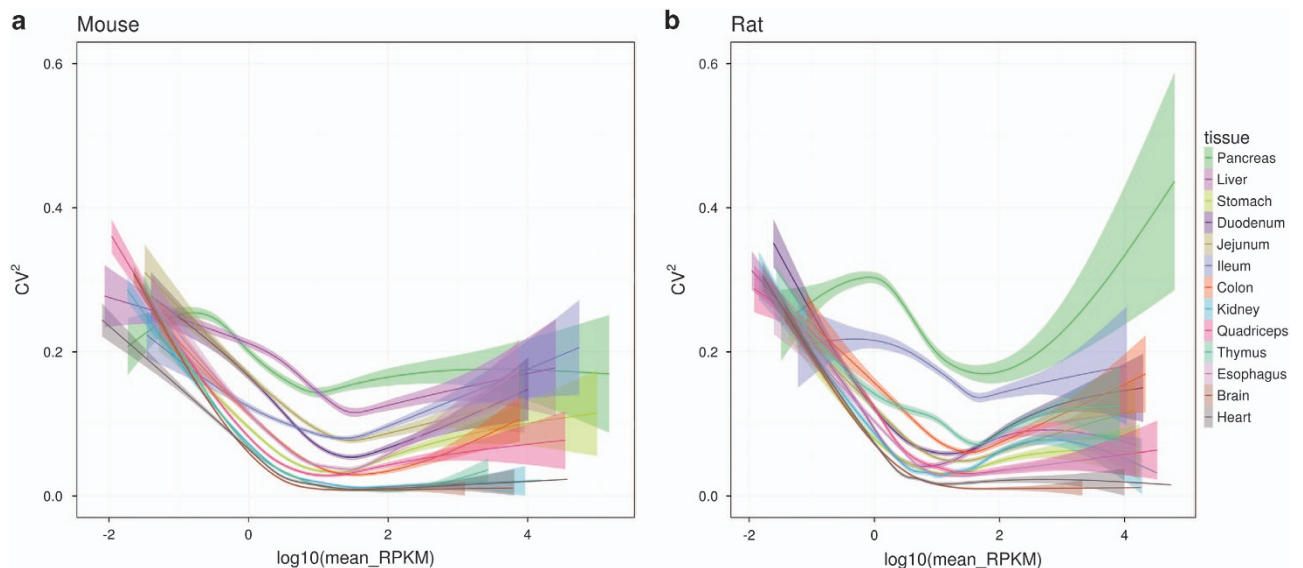 a
Mouse
0.6
0.4
0.2
0.0
CV²
-2 0 2 4
log10(mean_RPKM)
b
Rat
0.6
0.4
0.2
0.0
CV²
-2 0 2 4
log10(mean_RPKM)
tissue
Pancreas
Liver
Stomach
Duodenum
Jejunum
Ileum
Colon
Kidney
Quadriceps
Thymus
Esophagus
Brain
Heart